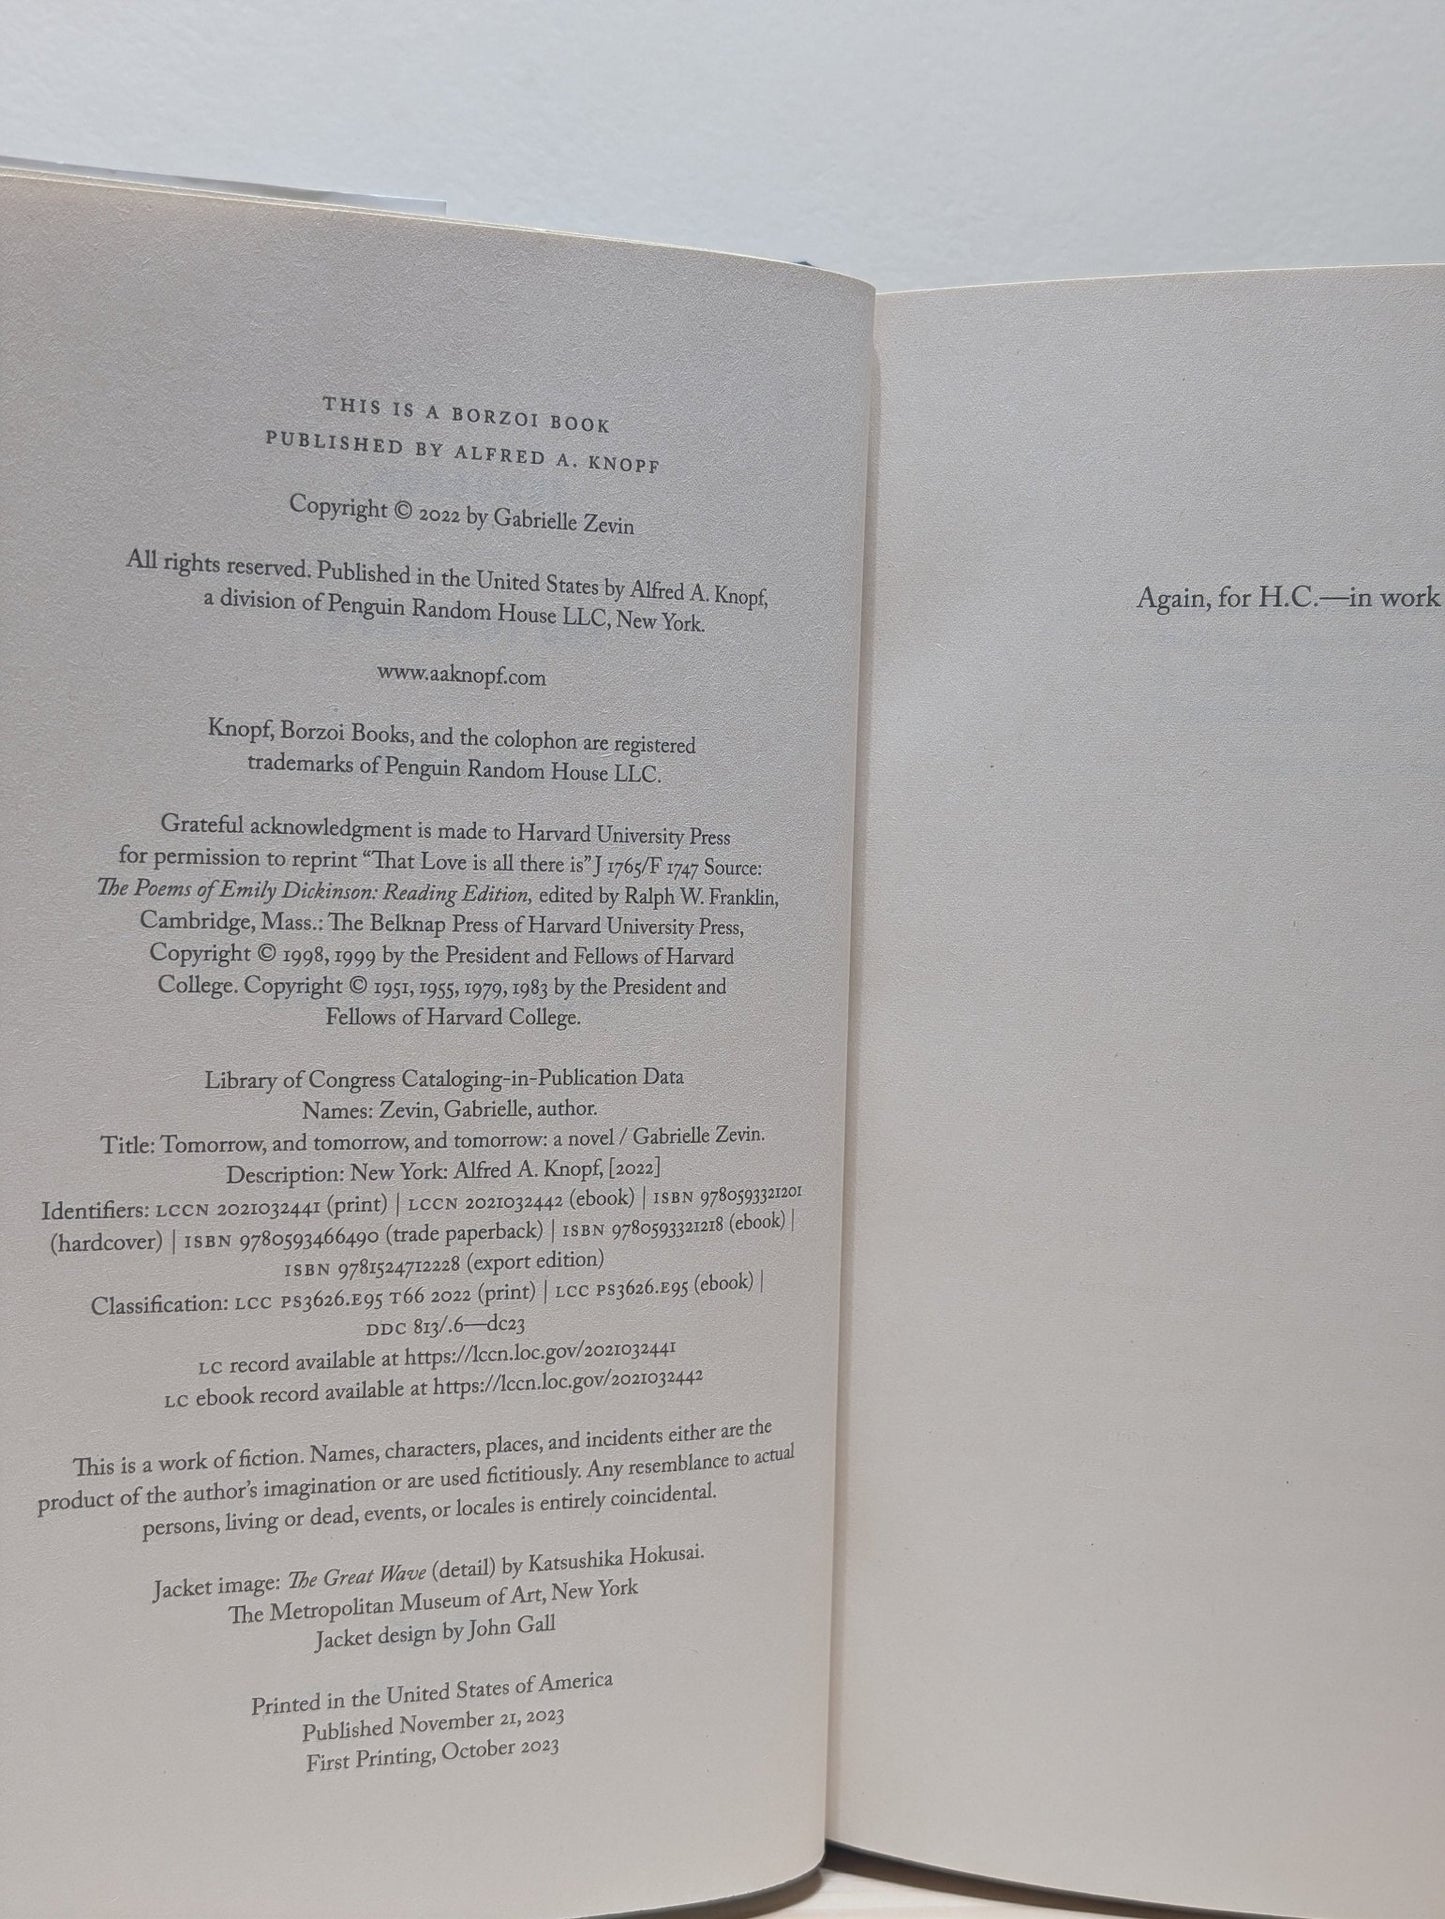 THIS IS A BORZOI BOOK
PUBLISHED BY ALFRED A. KNOPF
Copyright © 2022 by Gabrielle Zevin
All rights reserved. Published in the United States by Alfred A. Knopf,
a division of Penguin Random House LLC, New York.
www.aaknopf.com
Knopf, Borzoi Books, and the colophon are registered
trademarks of Penguin Random House LLC.
Grateful acknowledgment is made to Harvard University Press
for permission to reprint “That Love is all there is” J 1765/F 1747 Source:
The Poems of Emily Dickinson: Reading Edition, edited by Ralph W. Franklin,
Cambridge, Mass.: The Belknap Press of Harvard University Press,
Copyright © 1998, 1999 by the President and Fellows of Harvard
College. Copyright © 1951, 1955, 1979, 1983 by the President and
Fellows of Harvard College.
Library of Congress Cataloging-in-Publication Data
Names: Zevin, Gabrielle, author.
Title: Tomorrow, and tomorrow, and tomorrow: a novel / Gabrielle Zevin.
Description: New York: Alfred A. Knopf, [2022]
Identifiers: LCCN 2021032441 (print) | LCCN 2021032442 (ebook) | ISBN 9780593321201
(hardcover) | ISBN 9780593466490 (trade paperback) | ISBN 9780593321218 (ebook) |
ISBN 9781524712228 (export edition)
Classification: LCC PS3626.E95 T66 2022 (print) | LCC PS3626.E95 (ebook) |
DDC 813/.6—dc23
LC record available at https://lccn.loc.gov/2021032441
LC ebook record available at https://lccn.loc.gov/2021032442
This is a work of fiction. Names, characters, places, and incidents either are the
product of the author’s imagination or are used fictitiously. Any resemblance to actual
persons, living or dead, events, or locales is entirely coincidental.
Jacket image: The Great Wave (detail) by Katsushika Hokusai.
The Metropolitan Museum of Art, New York
Jacket design by John Gall
Printed in the United States of America
Published November 21, 2023
First Printing, October 2023
Again, for H.C.—in work